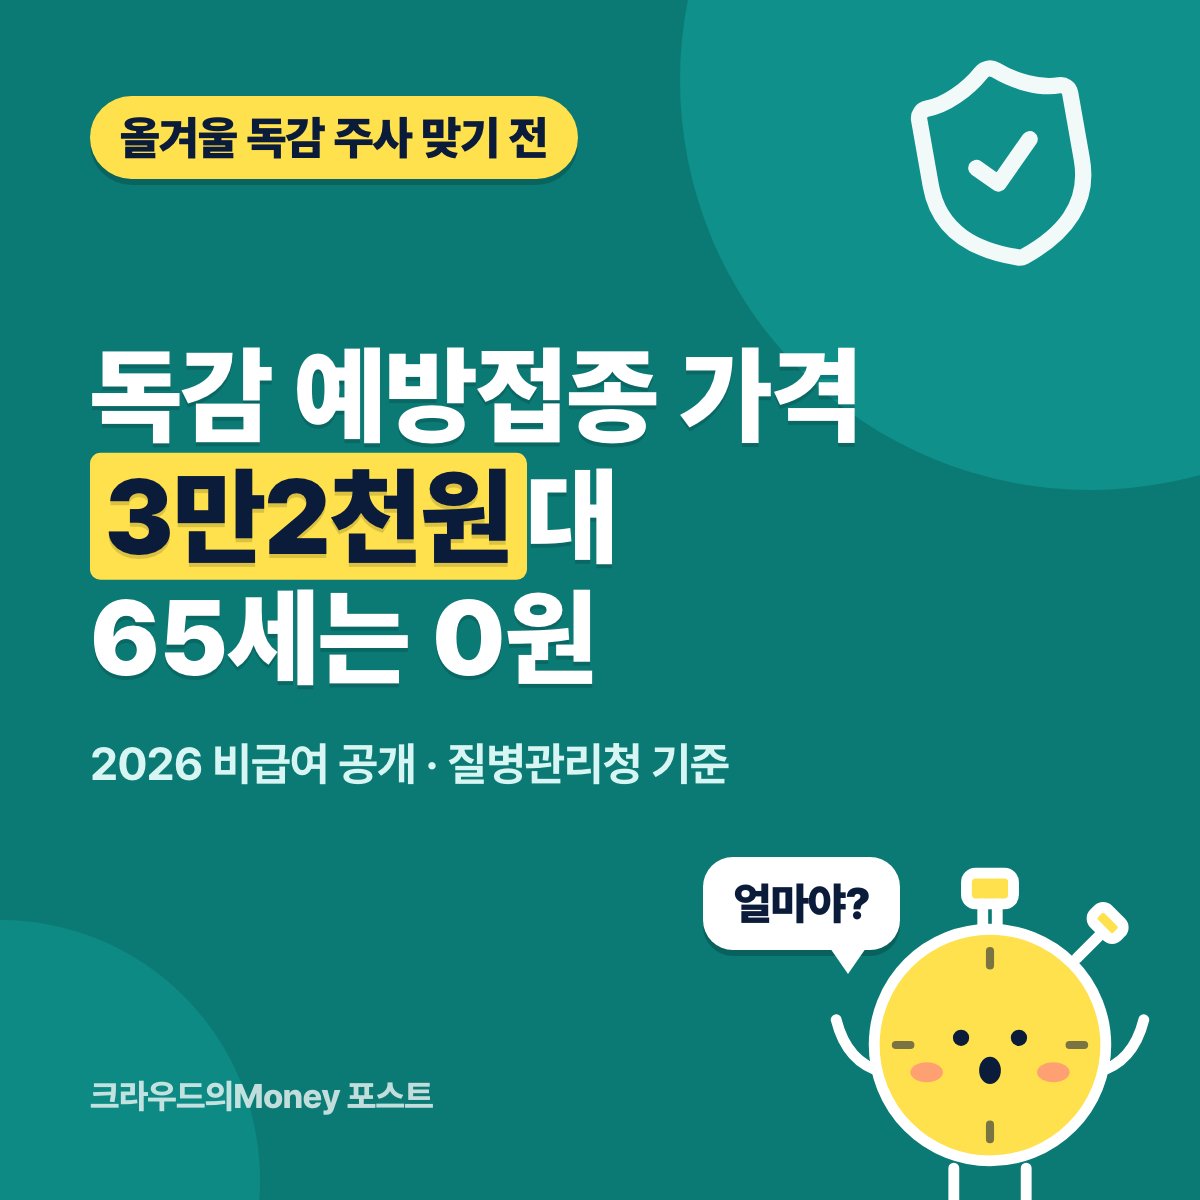 올겨울 독감 주사 맞기 전
독감 예방접종 가격
3만2천원대
65세는 0원
2026 비급여 공개 · 질병관리청 기준
얼마야?
크라우드의Money 포스트